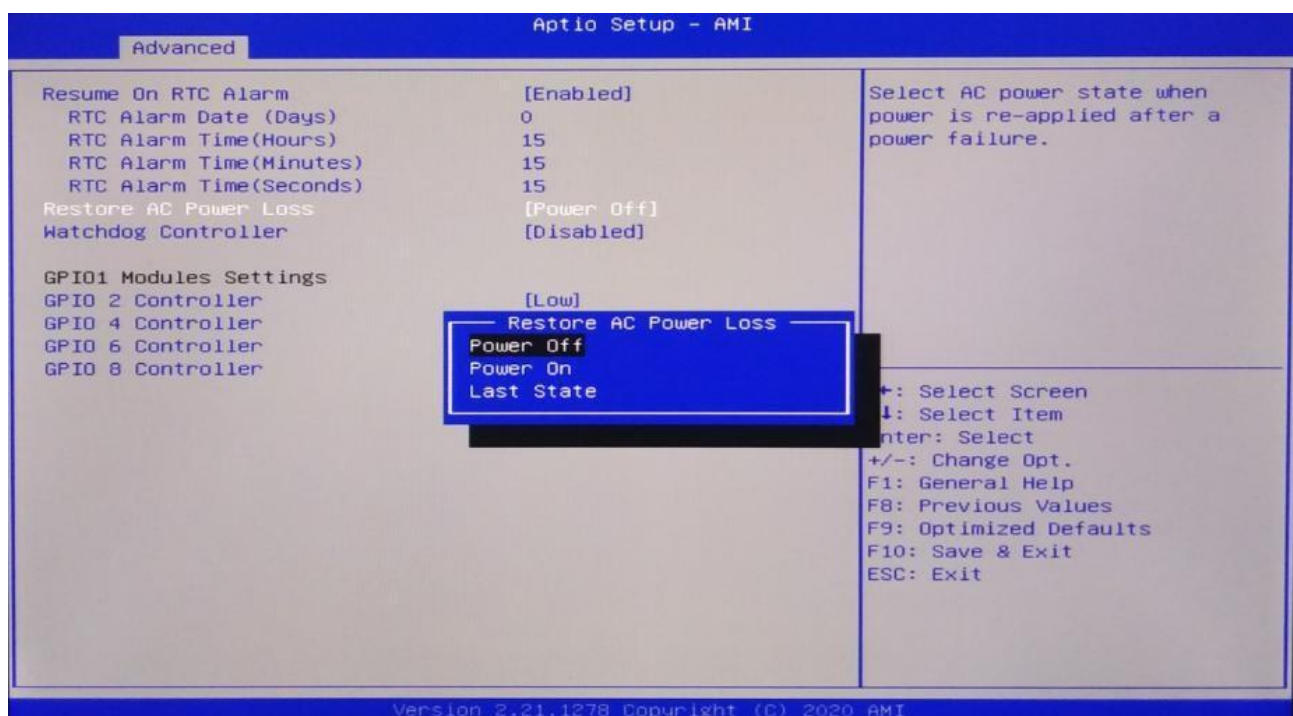 Aptio Setup - AMI
Advanced
Resume On RTC Alarm [Enabled]
RTC Alarm Date (Days) 0
RTC Alarm Time(Hours) 15
RTC Alarm Time(Minutes) 15
RTC Alarm Time(Seconds) 15
Restore AC Power Loss [Power Off]
Watchdog Controller [Disabled]
GPIO1 Modules Settings
GPIO 2 Controller [Low]
GPIO 4 Controller
GPIO 6 Controller
GPIO 8 Controller
Restore AC Power Loss
Power Off
Power On
Last State
Select AC power state when
power is re-applied after a
power failure.
←: Select Screen
↓: Select Item
nter: Select
+/-: Change Opt.
F1: General Help
F8: Previous Values
F9: Optimized Defaults
F10: Save & Exit
ESC: Exit
Version 2.21.1278 Copyright (C) 2020 AMI